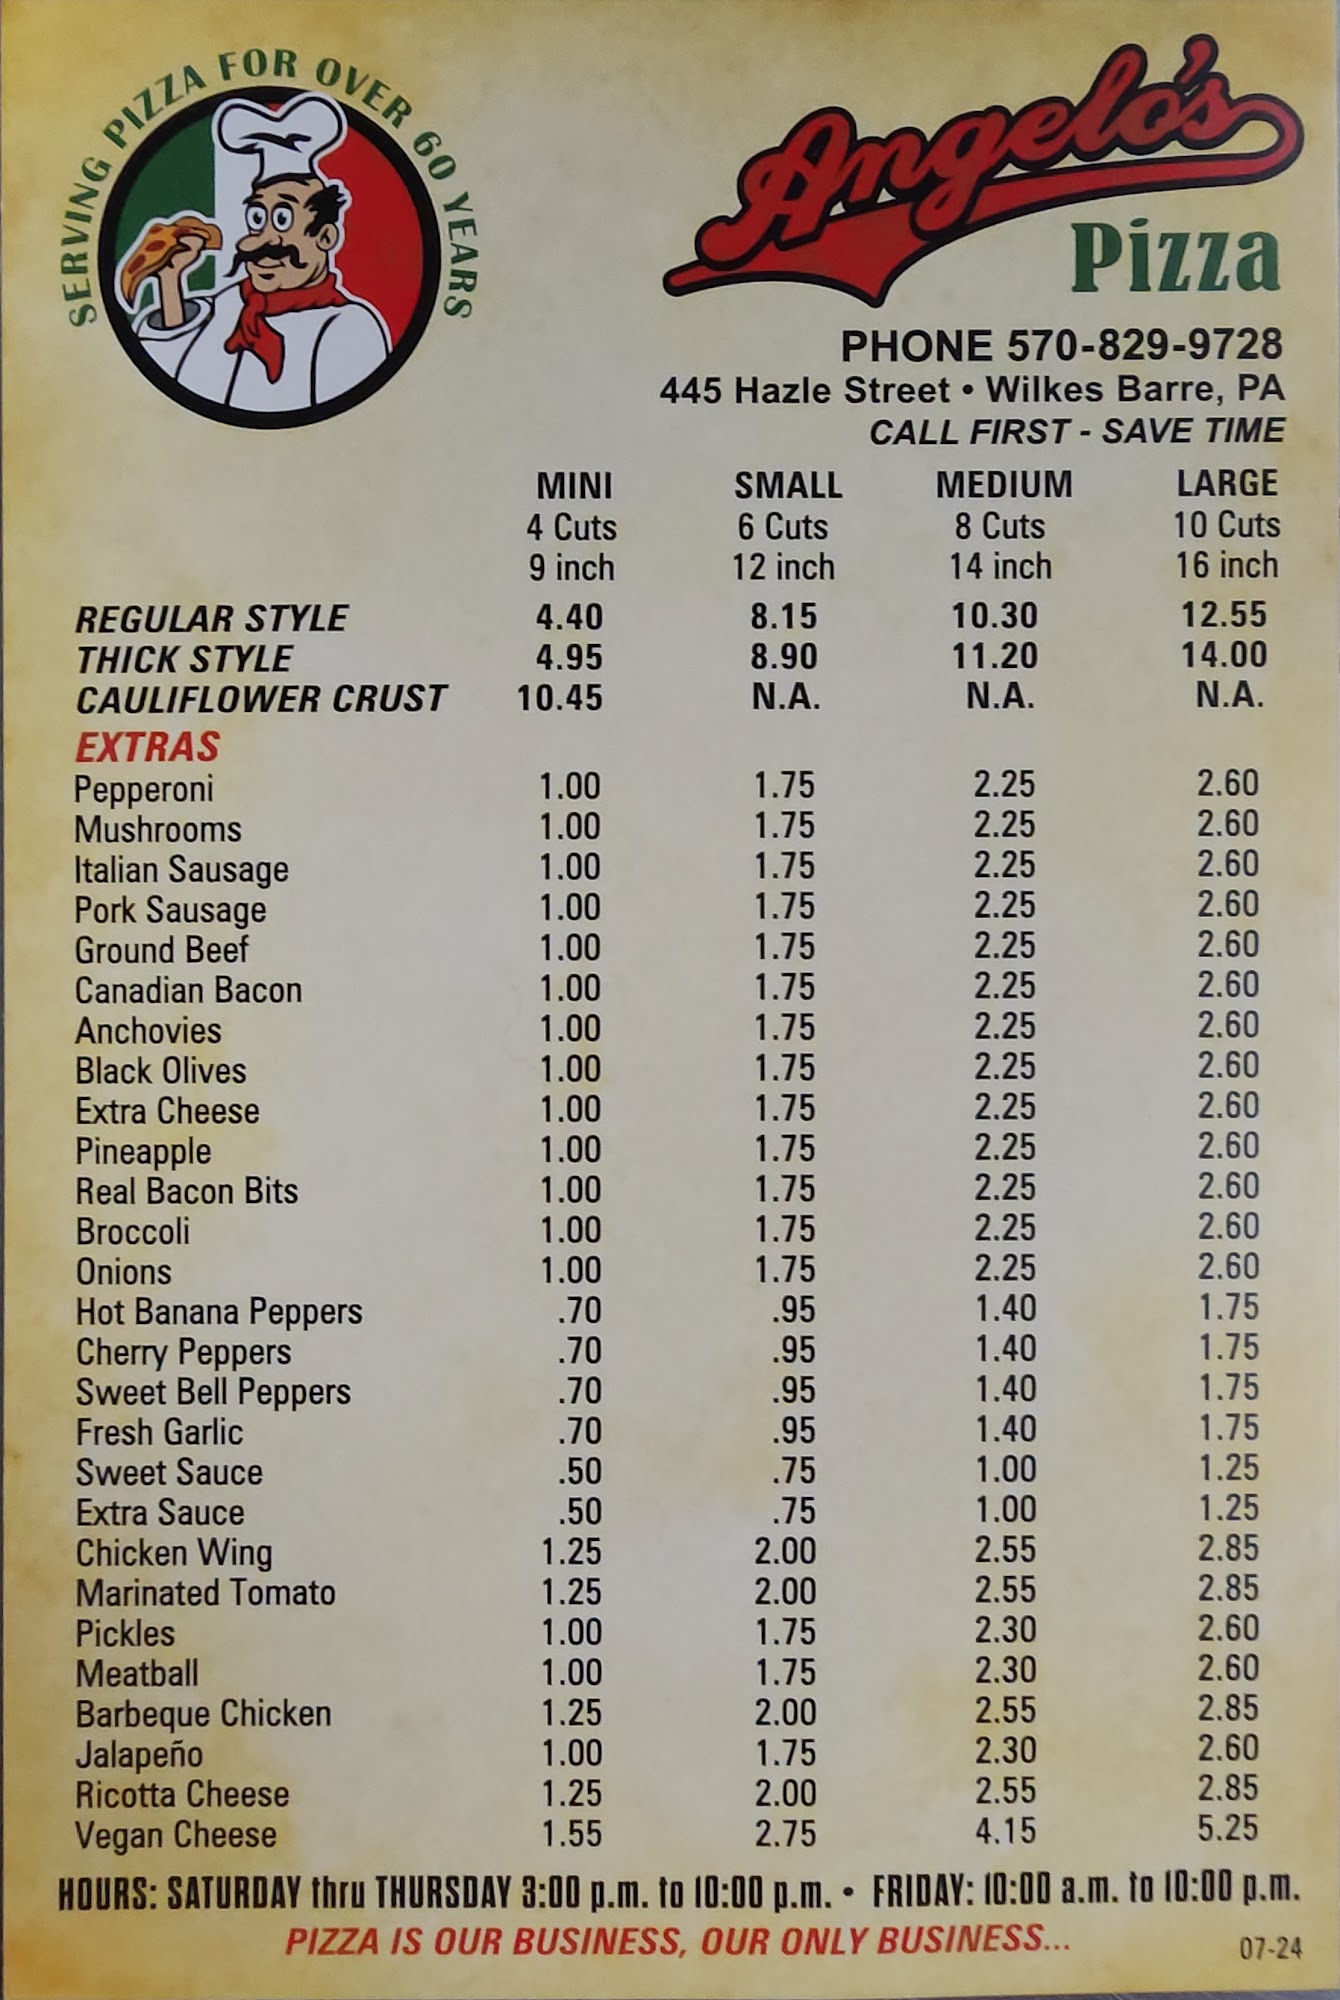 SERVING PIZZA FOR OVER 60 YEARS
Angelo's
Pizza
PHONE 570-829-9728
445 Hazle Street • Wilkes Barre, PA
CALL FIRST - SAVE TIME
MINI SMALL MEDIUM LARGE
4 Cuts 6 Cuts 8 Cuts 10 Cuts
9 inch 12 inch 14 inch 16 inch
REGULAR STYLE 4.40 8.15 10.30 12.55
THICK STYLE 4.95 8.90 11.20 14.00
CAULIFLOWER CRUST 10.45 N.A. N.A. N.A.
EXTRAS
Pepperoni 1.00 1.75 2.25 2.60
Mushrooms 1.00 1.75 2.25 2.60
Italian Sausage 1.00 1.75 2.25 2.60
Pork Sausage 1.00 1.75 2.25 2.60
Ground Beef 1.00 1.75 2.25 2.60
Canadian Bacon 1.00 1.75 2.25 2.60
Anchovies 1.00 1.75 2.25 2.60
Black Olives 1.00 1.75 2.25 2.60
Extra Cheese 1.00 1.75 2.25 2.60
Pineapple 1.00 1.75 2.25 2.60
Real Bacon Bits 1.00 1.75 2.25 2.60
Broccoli 1.00 1.75 2.25 2.60
Onions 1.00 1.75 2.25 2.60
Hot Banana Peppers .70 .95 1.40 1.75
Cherry Peppers .70 .95 1.40 1.75
Sweet Bell Peppers .70 .95 1.40 1.75
Fresh Garlic .70 .95 1.40 1.75
Sweet Sauce .50 .75 1.00 1.25
Extra Sauce .50 .75 1.00 1.25
Chicken Wing 1.25 2.00 2.55 2.85
Marinated Tomato 1.25 2.00 2.55 2.85
Pickles 1.00 1.75 2.30 2.60
Meatball 1.00 1.75 2.30 2.60
Barbeque Chicken 1.25 2.00 2.55 2.85
Jalapeño 1.00 1.75 2.30 2.60
Ricotta Cheese 1.25 2.00 2.55 2.85
Vegan Cheese 1.55 2.75 4.15 5.25
HOURS: SATURDAY thru THURSDAY 3:00 p.m. to 10:00 p.m. • FRIDAY: 10:00 a.m. to 10:00 p.m.
PIZZA IS OUR BUSINESS, OUR ONLY BUSINESS...
07-24